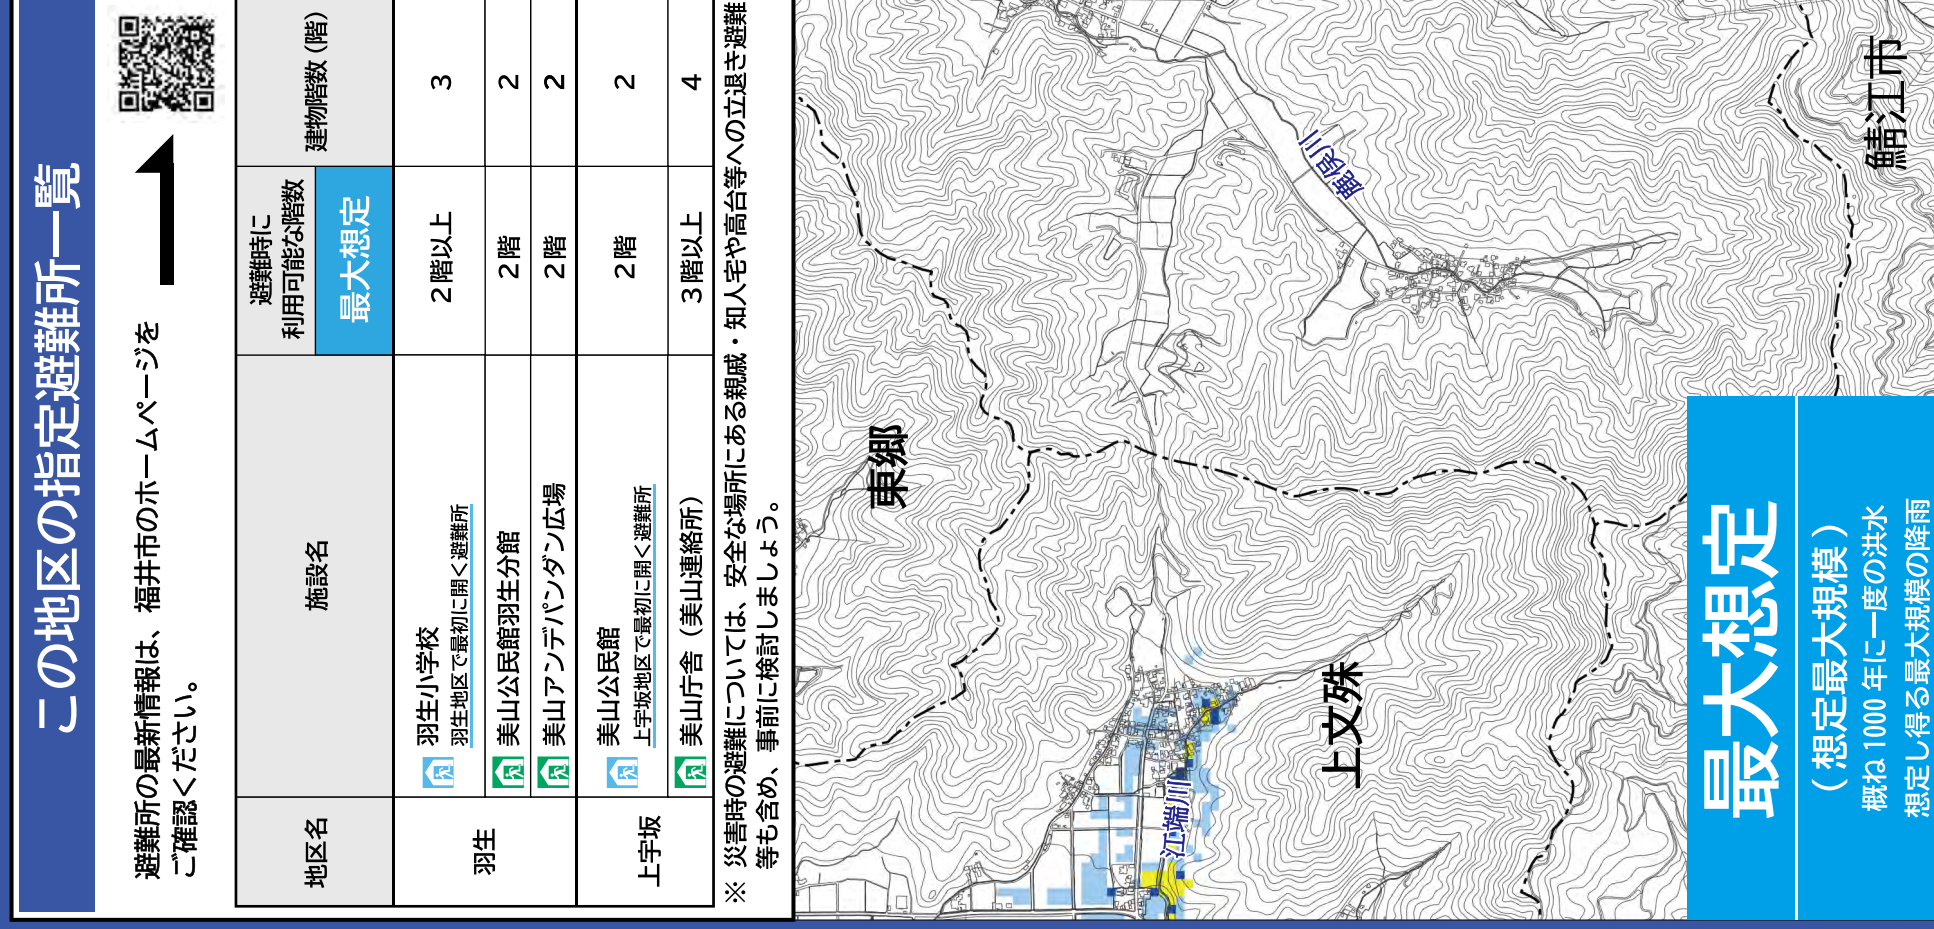 この地区の指定避難所一覧
避難所の最新情報は、福井市のホームページを
ご確認ください。
地区名
施設名
避難時に
利用可能な階数
最大想定
建物階数(階)
羽生
羽生小学校
羽生地区で最初に開く避難所
2階以上
3
美山公民館羽生分館
2階
2
美山アンデパンダン広場
2階
2
上宇坂
美山公民館
上宇坂地区で最初に開く避難所
2階
2
美山庁舎(美山連絡所)
3階以上
4
※ 災害時の避難については、安全な場所にある親戚・知人宅や高台等への立退き避難
等も含め、事前に検討しましょう。
東郷
鹿俣川
鯖江市
上文殊
江端川
最大想定
(想定最大規模)
概ね 1000 年に一度の洪水
想定し得る最大規模の降雨